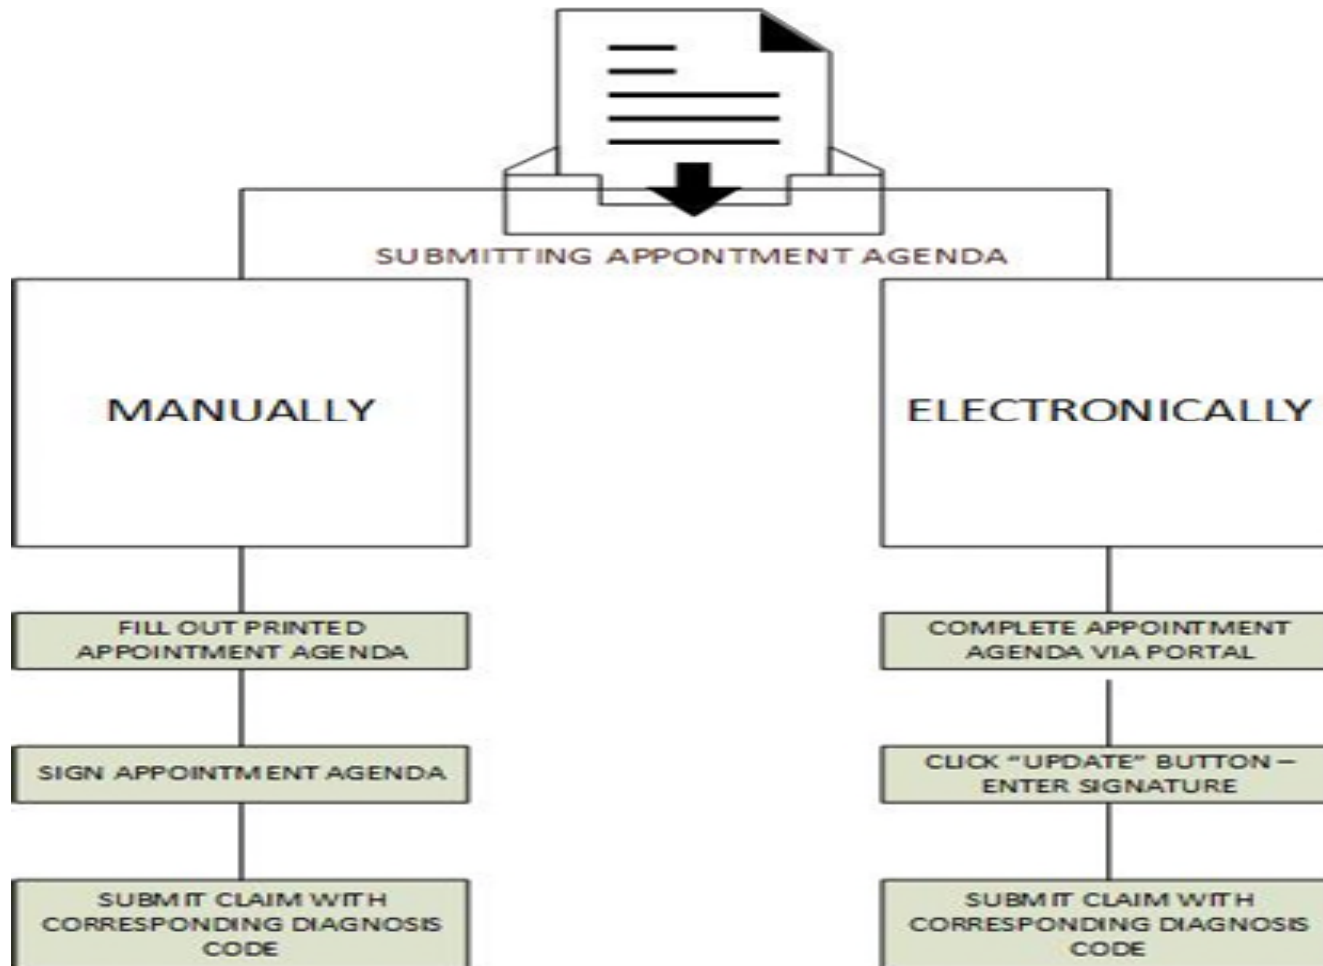 SUBMITTING APPONTMENT AGENDA
MANUALLY
FILL OUT PRINTED
APPOINTMENT AGENDA
SIGN APPOINTMENT AGENDA
SUBMIT CLAIM WITH
CORRESPONDING DIAGNOSIS
CODE
ELECTRONICALLY
COMPLETE APPOINTMENT
AGENDA VIA PORTAL
CLICK “UPDATE” BUTTON –
ENTER SIGNATURE
SUBMIT CLAIM WITH
CORRESPONDING DIAGNOSIS
CODE